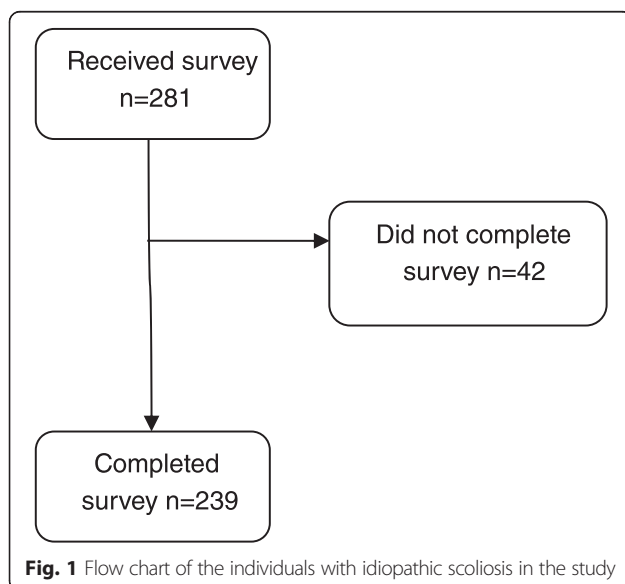 Received survey
n=281
Did not complete
survey n=42
Completed
survey n=239
Fig. 1 Flow chart of the individuals with idiopathic scoliosis in the study